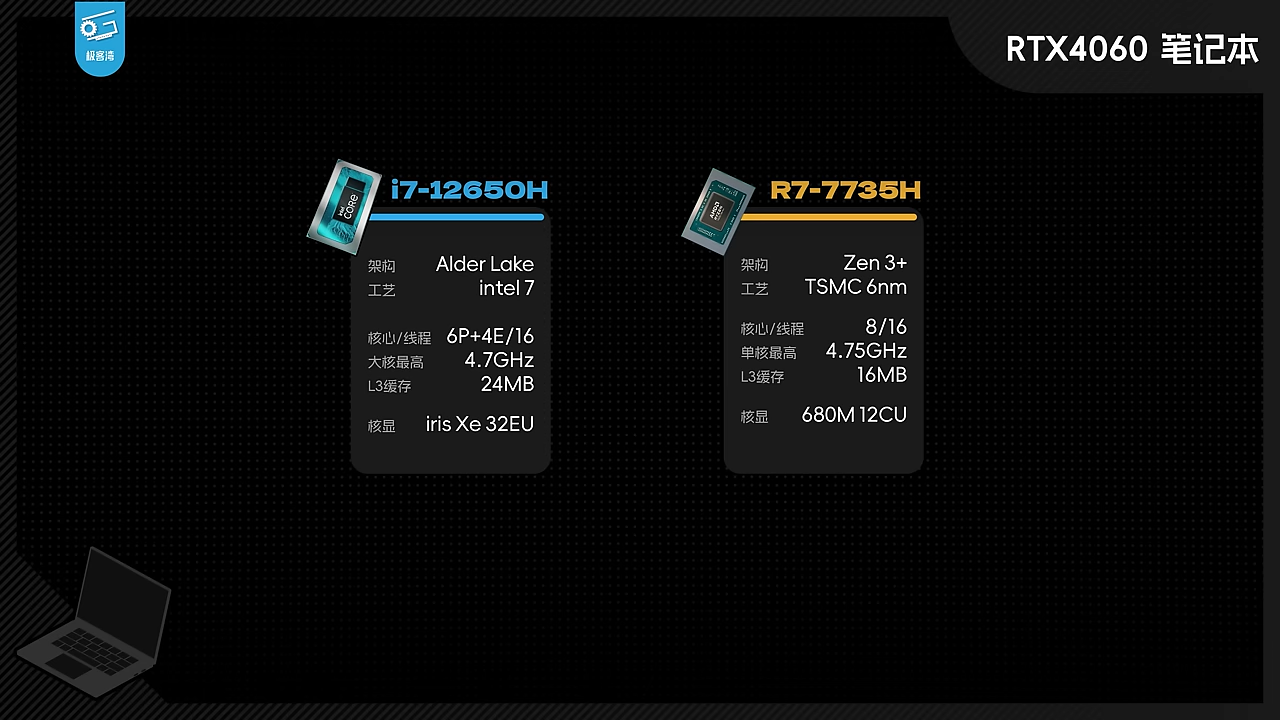 极客湾
RTX4060 笔记本
i7-12650H
intel
CORE
架构 Alder Lake
工艺 intel 7
核心/线程 6P+4E/16
大核最高 4.7GHz
L3缓存 24MB
核显 iris Xe 32EU
R7-7735H
AMD
架构 Zen 3+
工艺 TSMC 6nm
核心/线程 8/16
单核最高 4.75GHz
L3缓存 16MB
核显 680M 12CU